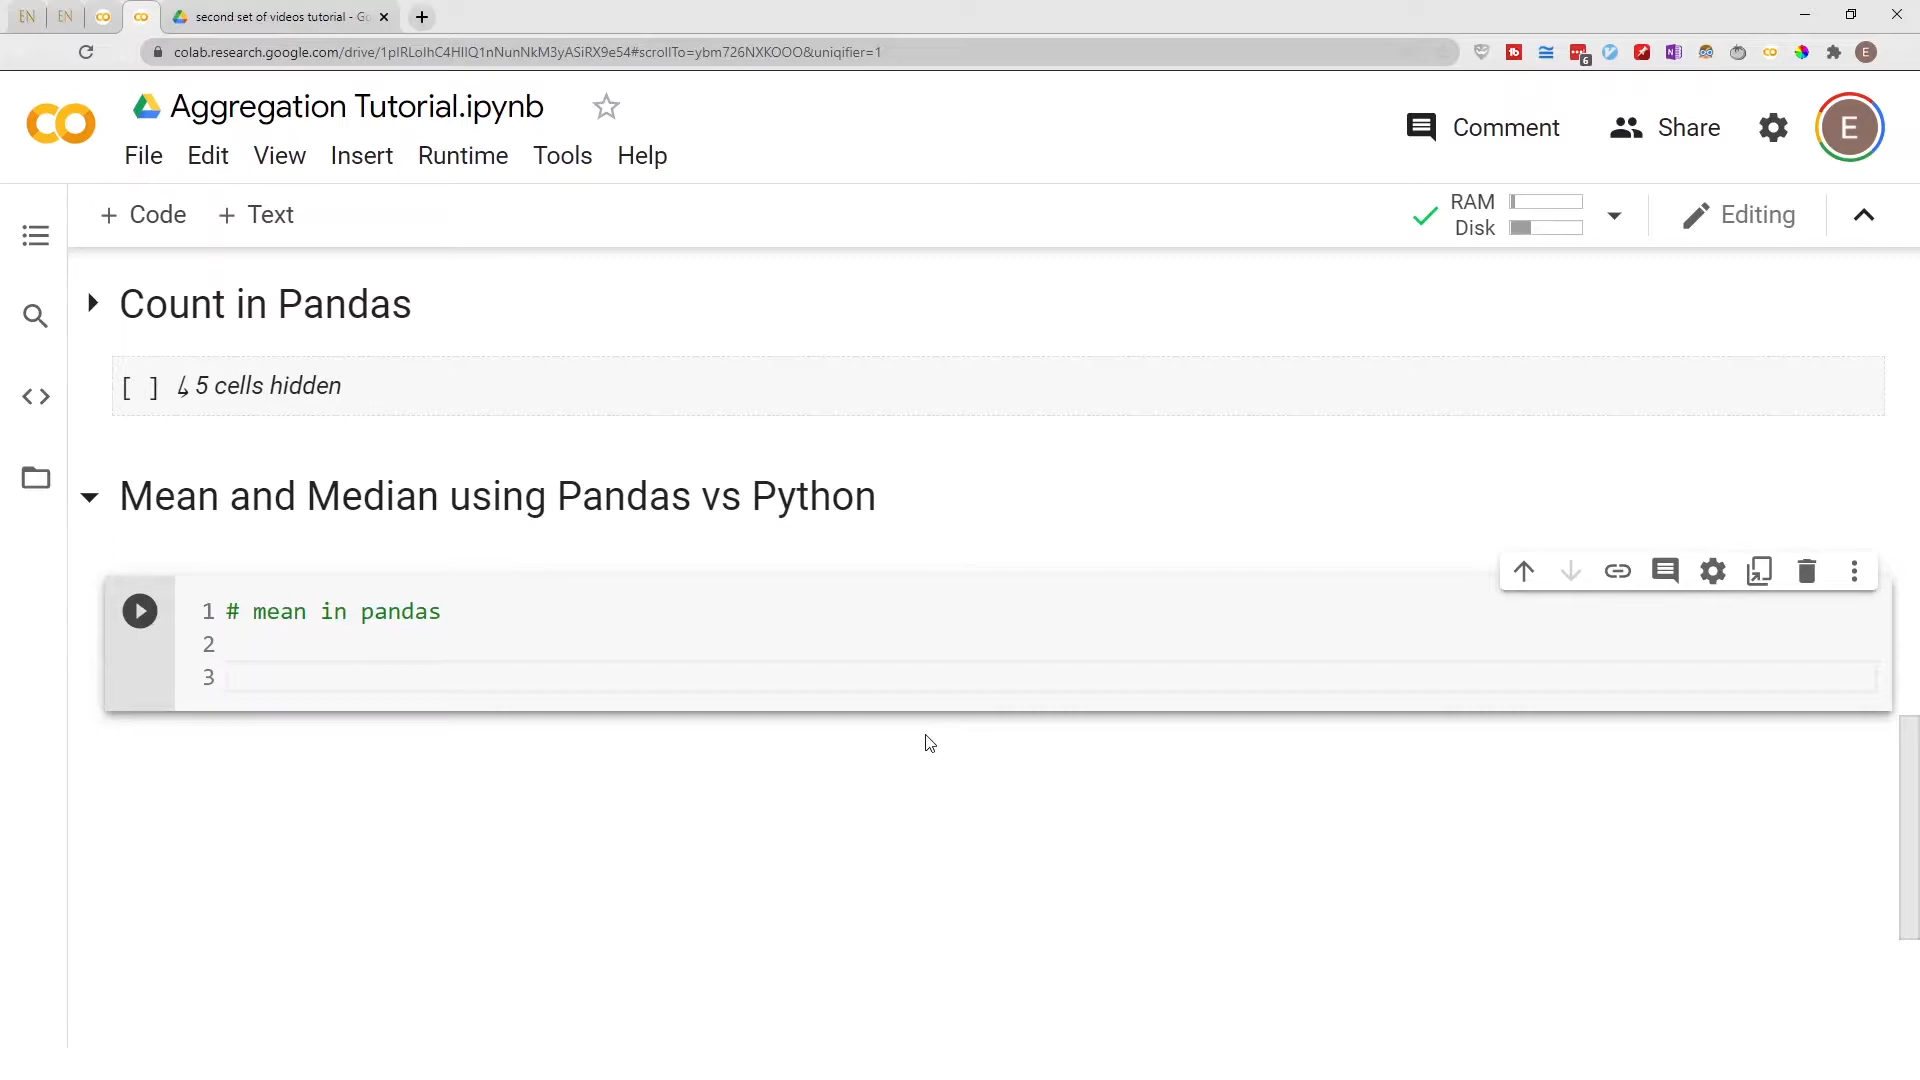 EN EN second set of videos tutorial - Go
colab.research.google.com/drive/1plRLolhC4HllQ1nNunNkM3yASiRX9e54#scrollTo=ybm726NXKOOO&uniqifier=1
6
E
Aggregation Tutorial.ipynb
Comment Share E
File Edit View Insert Runtime Tools Help
+ Code + Text
RAM
Disk
Editing
Count in Pandas
[ ] ↳ 5 cells hidden
Mean and Median using Pandas vs Python
1 # mean in pandas
2
3